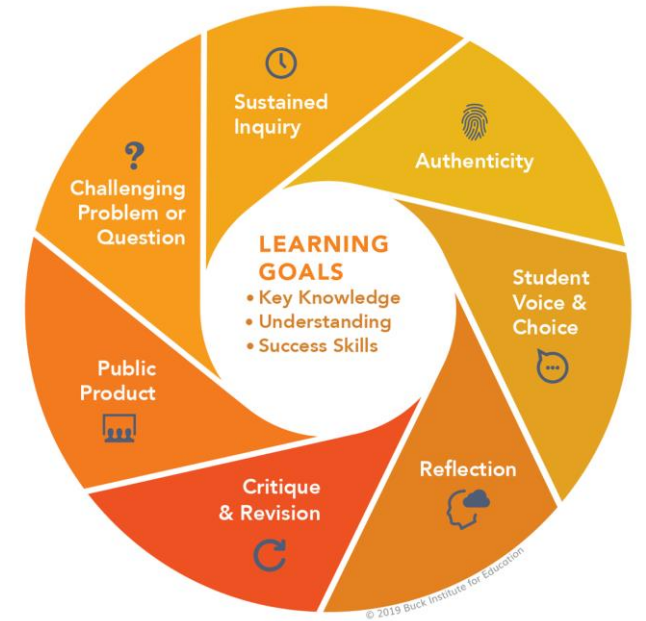 LEARNING
GOALS
• Key Knowledge
• Understanding
• Success Skills
?
Challenging
Problem or
Question
Sustained
Inquiry
Authenticity
Student
Voice &
Choice
Reflection
Critique
& Revision
Public
Product
© 2019 Buck Institute for Education